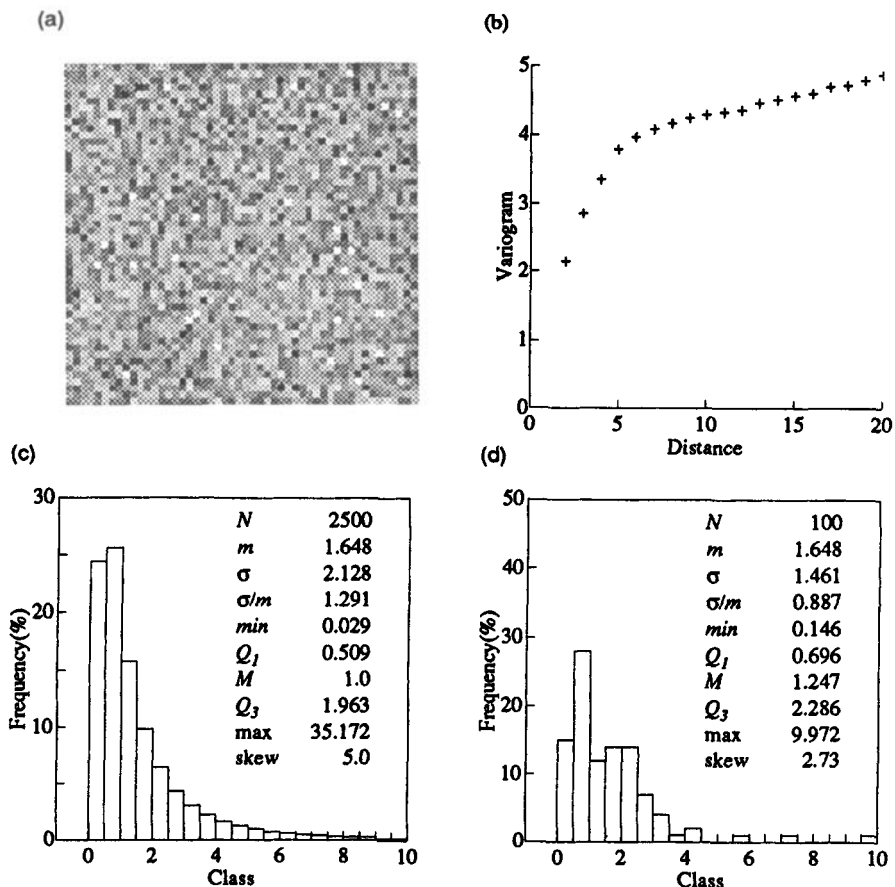 (a)
(b)
5
4
3
2
1
0
Variogram
0 5 10 15 20
Distance
(c)
30
20
10
0
Frequency(%)
N 2500
m 1.648
σ 2.128
σ/m 1.291
min 0.029
Q1 0.509
M 1.0
Q3 1.963
max 35.172
skew 5.0
0 2 4 6 8 10
Class
(d)
50
40
30
20
10
0
Frequency(%)
N 100
m 1.648
σ 1.461
σ/m 0.887
min 0.146
Q1 0.696
M 1.247
Q3 2.286
max 9.972
skew 2.73
0 2 4 6 8 10
Class